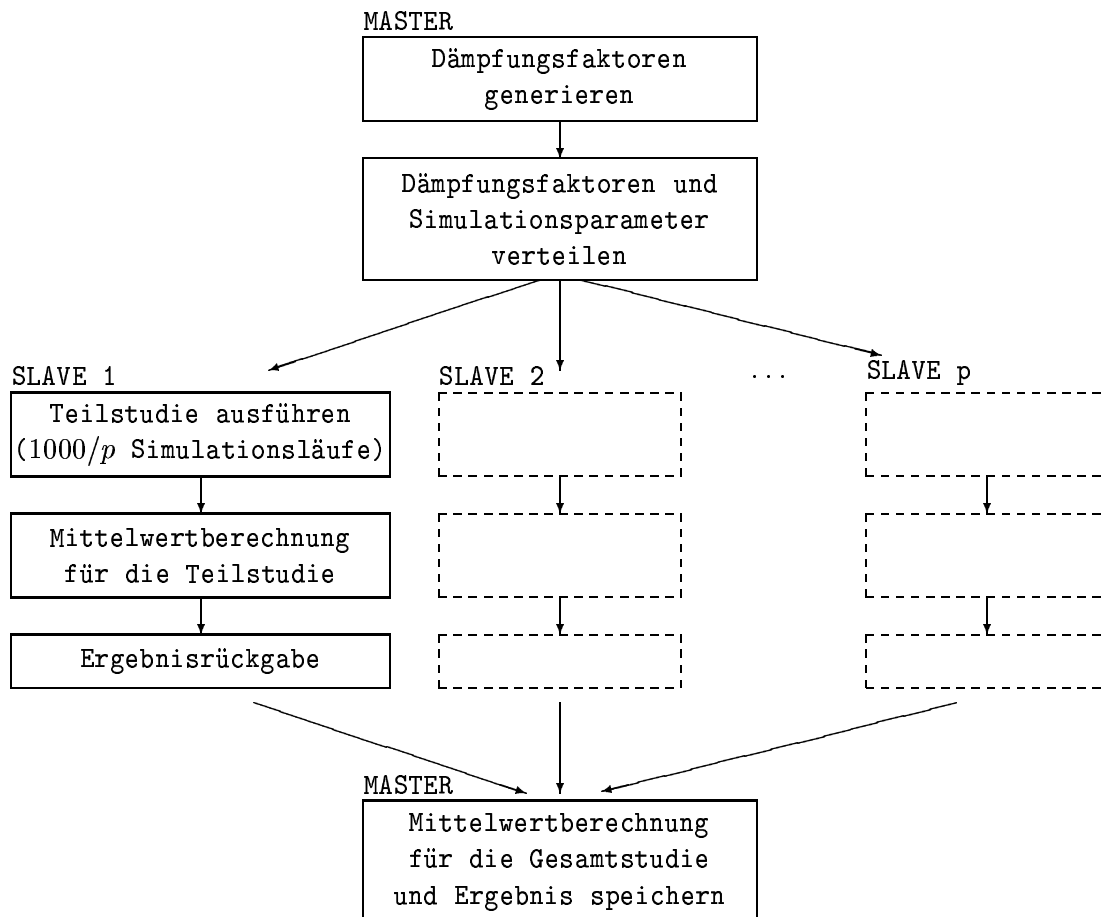 MASTER
Dämpfungsfaktoren
generieren
Dämpfungsfaktoren und
Simulationsparameter
verteilen
SLAVE 1
SLAVE 2
...
SLAVE p
Teilstudie ausführen
(1000/p Simulationsläufe)
Mittelwertberechnung
für die Teilstudie
Ergebnisrückgabe
MASTER
Mittelwertberechnung
für die Gesamtstudie
und Ergebnis speichern